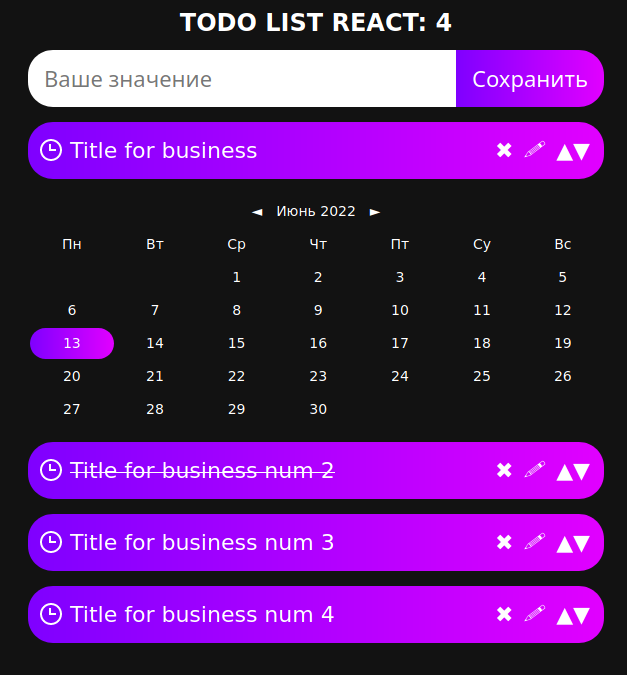 TODO LIST REACT: 4
Ваше значение Сохранить
Title for business ✖ 🖉 ▲▼
◄ Июнь 2022 ►
Пн Вт Ср Чт Пт Су Вс
1 2 3 4 5
6 7 8 9 10 11 12
13 14 15 16 17 18 19
20 21 22 23 24 25 26
27 28 29 30
Title for business num 2 ✖ 🖉 ▲▼
Title for business num 3 ✖ 🖉 ▲▼
Title for business num 4 ✖ 🖉 ▲▼